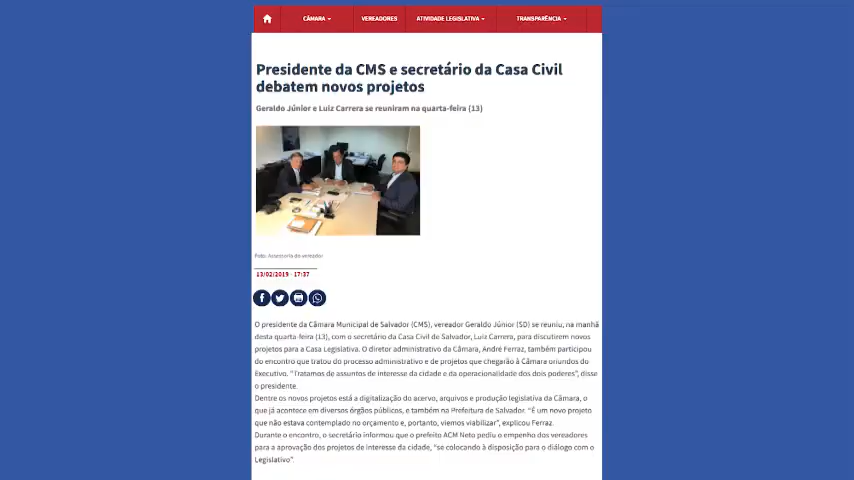 CÂMARA VEREADORES ATIVIDADE LEGISLATIVA TRANSPARÊNCIA
Presidente da CMS e secretário da Casa Civil
debatem novos projetos
Geraldo Júnior e Luiz Carrera se reuniram na quarta-feira (13)
Foto: Assessoria do vereador
13/02/2019 - 17:37
O presidente da Câmara Municipal de Salvador (CMS), vereador Geraldo Júnior (SD) se reuniu, na manhã
desta quarta-feira (13), com o secretário da Casa Civil de Salvador, Luiz Carrera, para discutirem novos
projetos para a Casa Legislativa. O diretor administrativo da Câmara, André Ferraz, também participou
do encontro que tratou do processo administrativo e de projetos que chegarão à Câmara oriundos do
Executivo. "Tratamos de assuntos de interesse da cidade e da operacionalidade dos dois poderes", disse
o presidente.
Dentre os novos projetos está a digitalização do acervo, arquivos e produção legislativa da Câmara, o
que já acontece em diversos órgãos públicos, e também na Prefeitura de Salvador. "É um novo projeto
que não estava contemplado no orçamento e, portanto, viemos viabilizar", explicou Ferraz.
Durante o encontro, o secretário informou que o prefeito ACM Neto pediu o empenho dos vereadores
para a aprovação dos projetos de interesse da cidade, "se colocando à disposição para o diálogo com o
Legislativo".